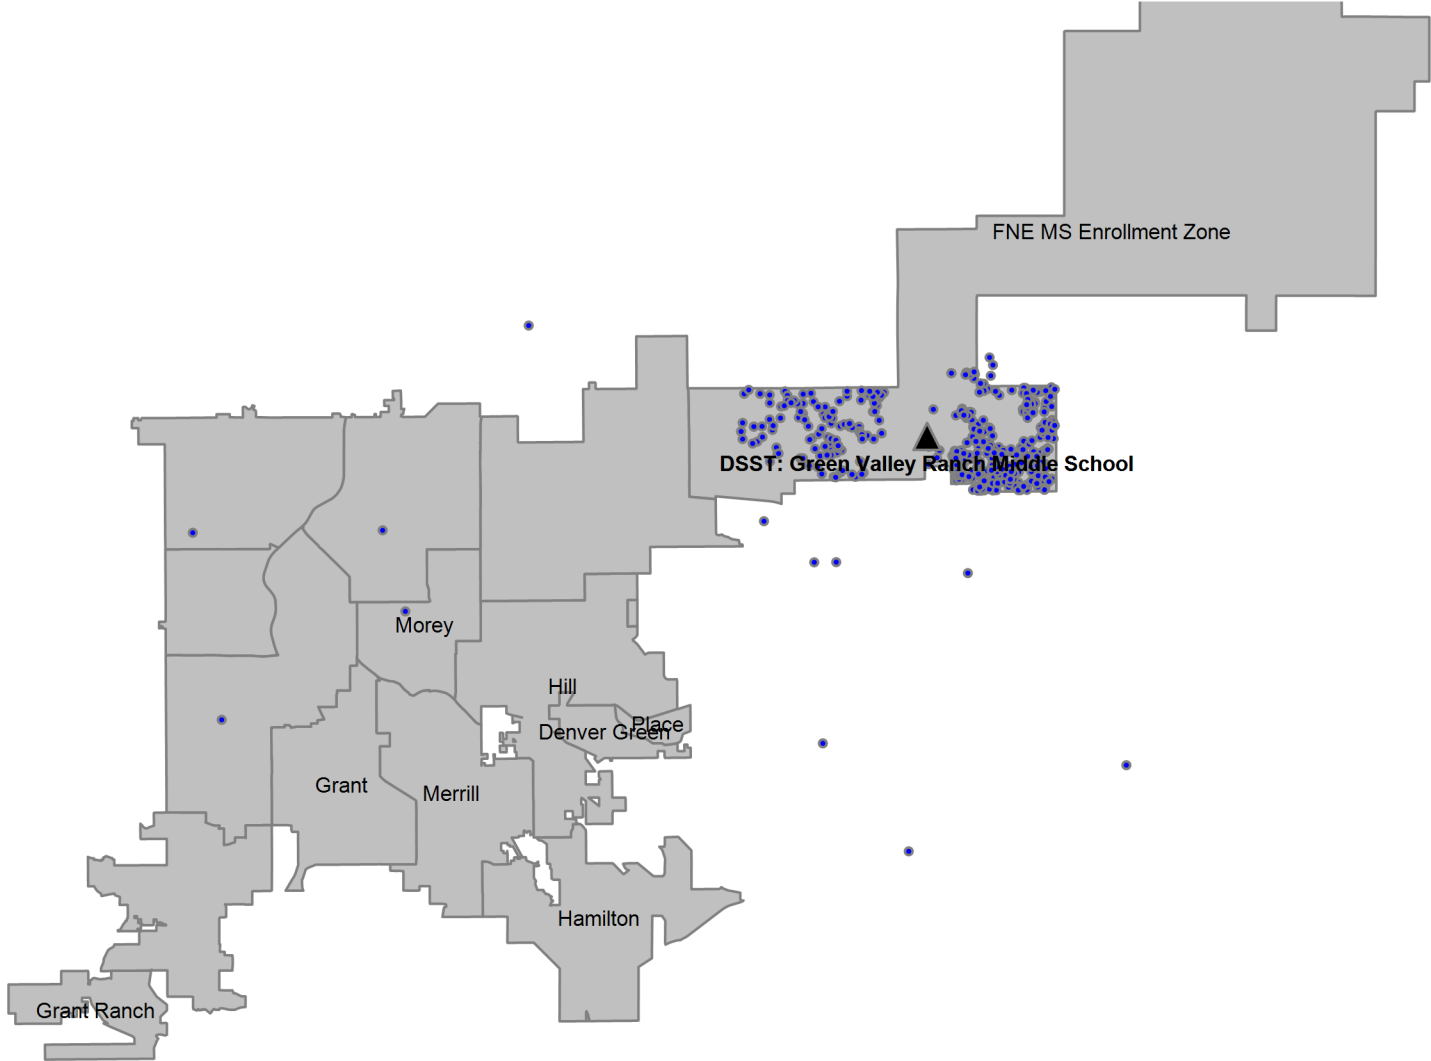 FNE MS Enrollment Zone
DSST: Green Valley Ranch Middle School
Morey
Hill
Place
Denver Green
Grant
Merrill
Hamilton
Grant Ranch